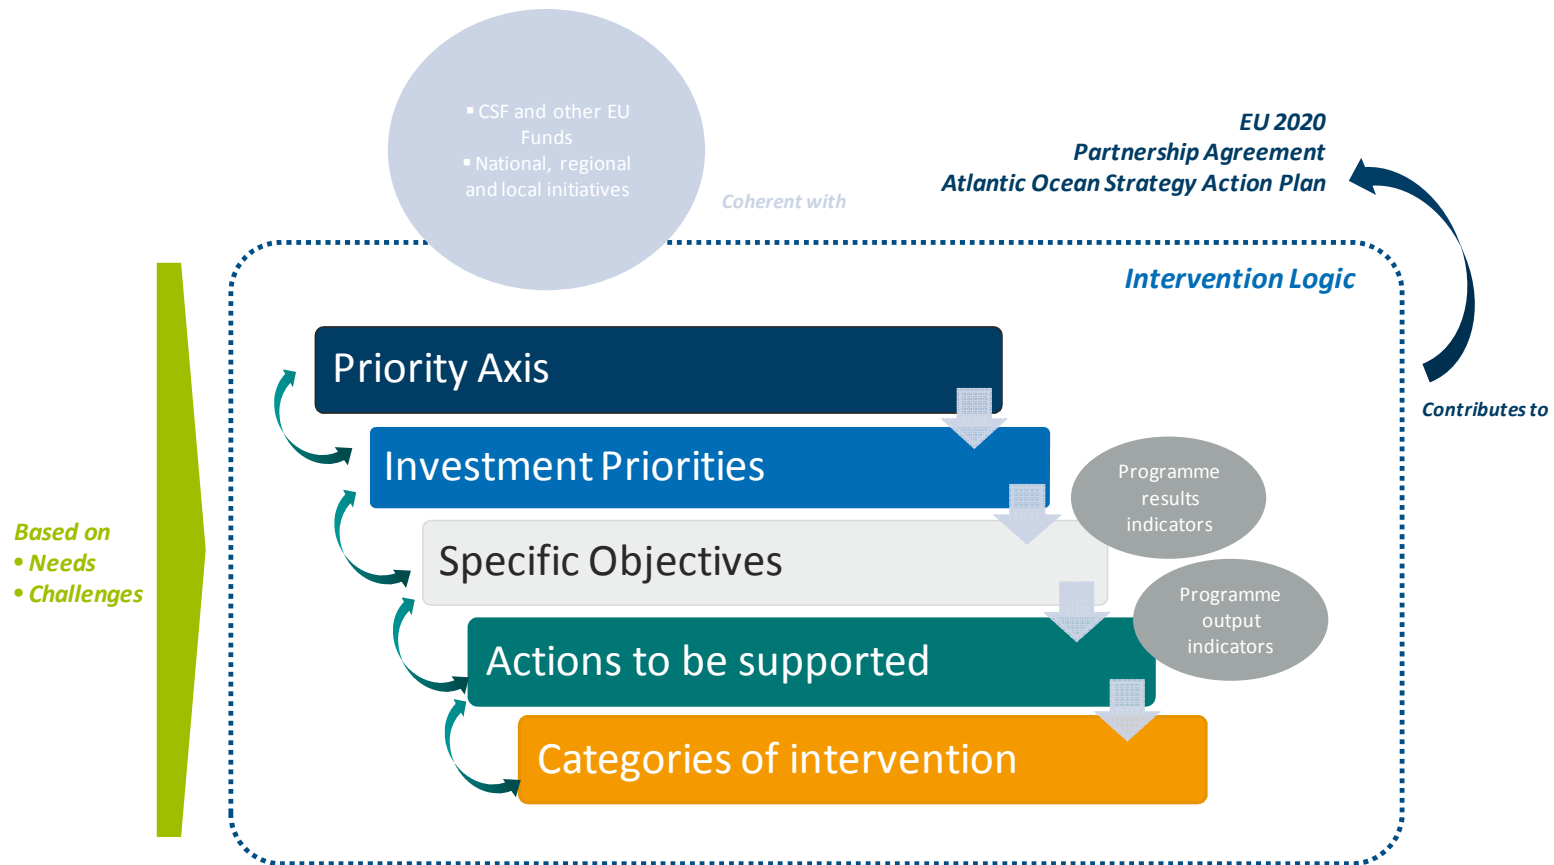 ▪ CSF and other EU
Funds
▪ National, regional
and local initiatives
Coherent with
EU 2020
Partnership Agreement
Atlantic Ocean Strategy Action Plan
Contributes to
Intervention Logic
Based on
• Needs
• Challenges
Priority Axis
Investment Priorities
Specific Objectives
Actions to be supported
Categories of intervention
Programme
results
indicators
Programme
output
indicators